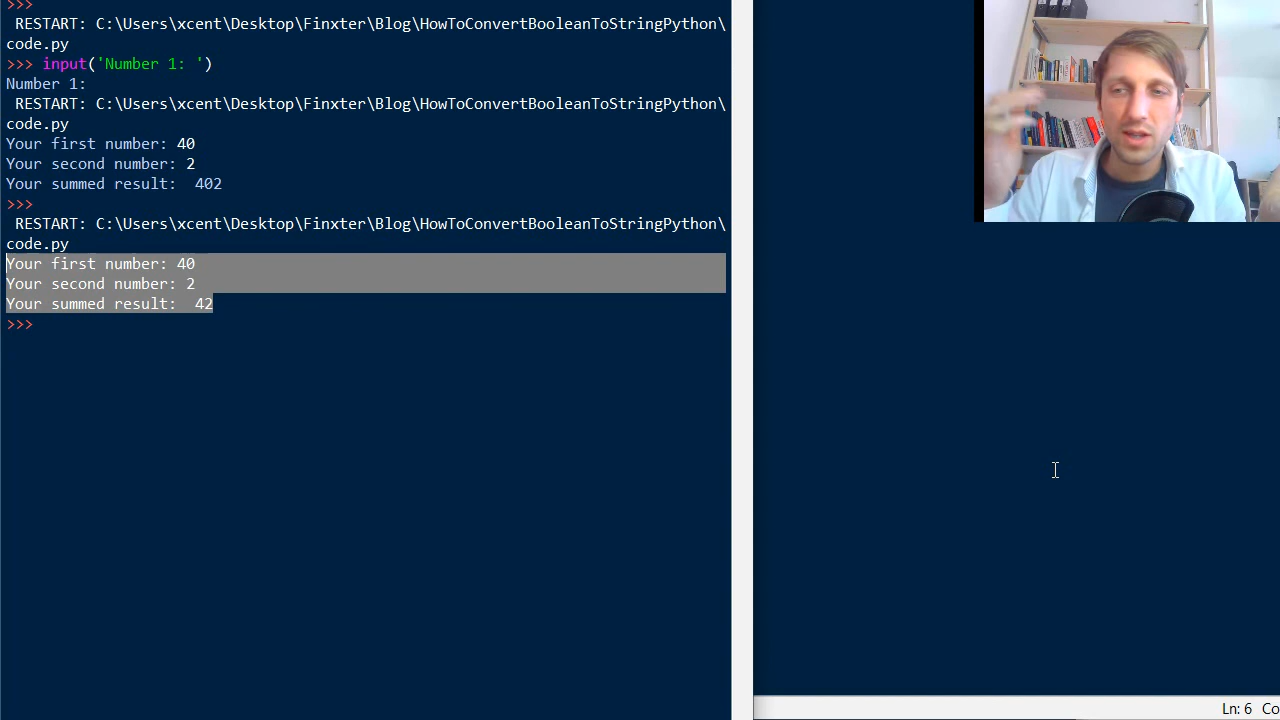 >>>
 RESTART: C:\Users\xcent\Desktop\Finxter\Blog\HowToConvertBooleanToStringPython\
code.py
>>> input('Number 1: ')
Number 1:
 RESTART: C:\Users\xcent\Desktop\Finxter\Blog\HowToConvertBooleanToStringPython\
code.py
Your first number: 40
Your second number: 2
Your summed result:  402
>>>
 RESTART: C:\Users\xcent\Desktop\Finxter\Blog\HowToConvertBooleanToStringPython\
code.py
Your first number: 40
Your second number: 2
Your summed result:  42
>>>
Ln: 6 Co